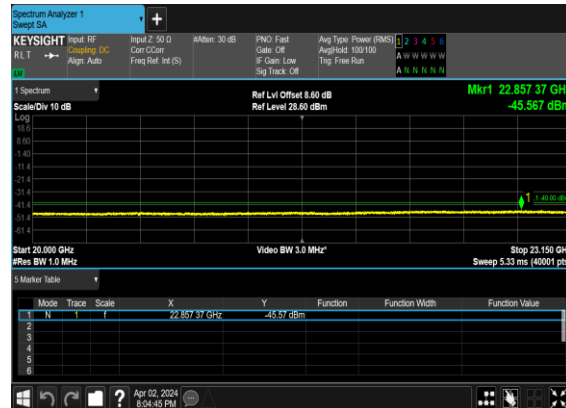 Spectrum Analyzer 1
Swept SA
+
KEYSIGHT Input: RF Input Z: 50 Ω #Atten: 30 dB PNO: Fast Avg Type: Power (RMS) 1 2 3 4 5 6
RLT Coupling: DC Corr CCorr Gate: Off Avg|Hold: 100/100 A W W W W W
Align: Auto Freq Ref: Int (S) IF Gain: Low Trig: Free Run
Sig Track: Off A N N N N N
1 Spectrum Ref Lvl Offset 8.60 dB Mkr1 22.857 37 GH
Scale/Div 10 dB Ref Level 28.60 dBm -45.567 dBm
Log
18.6
8.60
-1.40
-11.4
-21.4
-31.4
-41.4
-51.4
-61.4
1
Start 20.000 GHz Video BW 3.0 MHz* Stop 23.150 GH
#Res BW 1.0 MHz Sweep 5.33 ms (40001 pts
5 Marker Table
Mode Trace Scale X Y Function Function Width Function Value
1 N 1 f 22.857 37 GHz -45.57 dBm
2
3
4
5
6
? Apr 02, 2024
8:04:45 PM